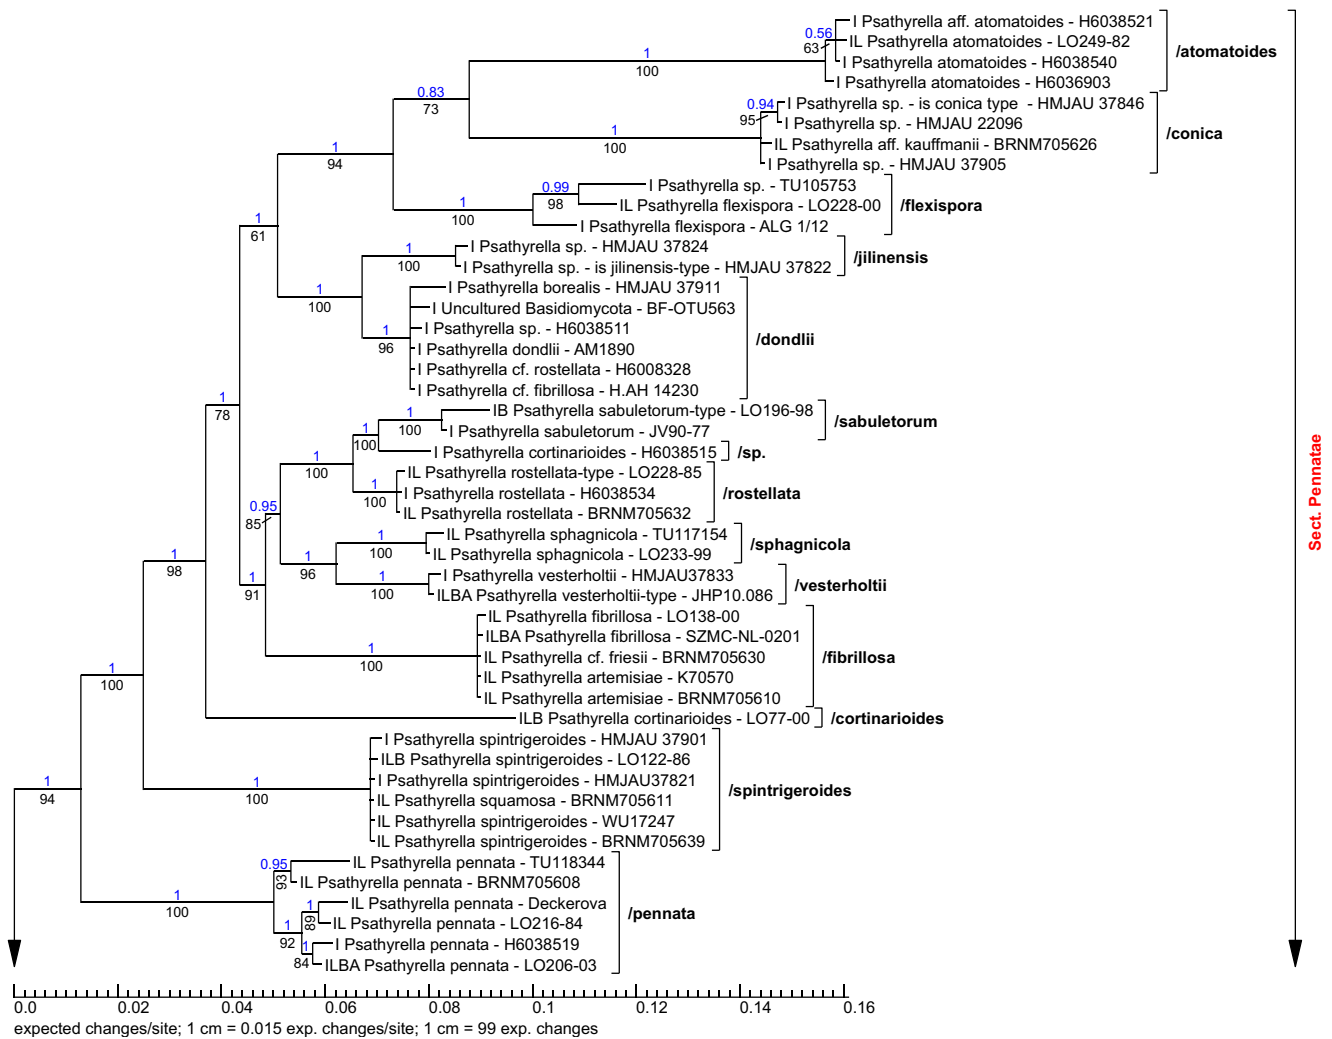 I Psathyrella aff. atomatoides - H6038521
0.56
IL Psathyrella atomatoides - LO249-82
63
/atomatoides
1
100
I Psathyrella atomatoides - H6038540
I Psathyrella atomatoides - H6036903
0.83
73
0.94
I Psathyrella sp. - is conica type - HMJAU 37846
95
I Psathyrella sp. - HMJAU 22096
/conica
1
100
IL Psathyrella aff. kauffmanii - BRNM705626
I Psathyrella sp. - HMJAU 37905
1
94
0.99
98
I Psathyrella sp. - TU105753
IL Psathyrella flexispora - LO228-00
/flexispora
1
100
I Psathyrella flexispora - ALG 1/12
1
61
I Psathyrella sp. - HMJAU 37824
/jilinensis
1
100
I Psathyrella sp. - is jilinensis-type - HMJAU 37822
1
100
I Psathyrella borealis - HMJAU 37911
I Uncultured Basidiomycota - BF-OTU563
I Psathyrella sp. - H6038511
/dondlii
1
96
I Psathyrella dondlii - AM1890
I Psathyrella cf. rostellata - H6008328
I Psathyrella cf. fibrillosa - H.AH 14230
1
78
IB Psathyrella sabuletorum-type - LO196-98
/sabuletorum
1
100
I Psathyrella sabuletorum - JV90-77
1
100
I Psathyrella cortinarioides - H6038515
/sp.
1
100
IL Psathyrella rostellata-type - LO228-85
I Psathyrella rostellata - H6038534
/rostellata
1
100
IL Psathyrella rostellata - BRNM705632
0.95
85
IL Psathyrella sphagnicola - TU117154
/sphagnicola
1
100
IL Psathyrella sphagnicola - LO233-99
1
96
I Psathyrella vesterholtii - HMJAU37833
/vesterholtii
1
100
ILBA Psathyrella vesterholtii-type - JHP10.086
1
91
1
98
IL Psathyrella fibrillosa - LO138-00
ILBA Psathyrella fibrillosa - SZMC-NL-0201
IL Psathyrella cf. friesii - BRNM705630
/fibrillosa
1
100
IL Psathyrella artemisiae - K70570
IL Psathyrella artemisiae - BRNM705610
1
100
ILB Psathyrella cortinarioides - LO77-00
/cortinarioides
I Psathyrella spintrigeroides - HMJAU 37901
ILB Psathyrella spintrigeroides - LO122-86
I Psathyrella spintrigeroides - HMJAU37821
/spintrigeroides
1
100
IL Psathyrella squamosa - BRNM705611
IL Psathyrella spintrigeroides - WU17247
IL Psathyrella spintrigeroides - BRNM705639
1
94
0.95
93
IL Psathyrella pennata - TU118344
IL Psathyrella pennata - BRNM705608
1
100
1
89
IL Psathyrella pennata - Deckerova
/pennata
IL Psathyrella pennata - LO216-84
1
92
I Psathyrella pennata - H6038519
1
84
ILBA Psathyrella pennata - LO206-03
Sect. Pennatae
0.0 0.02 0.04 0.06 0.08 0.1 0.12 0.14 0.16
expected changes/site; 1 cm = 0.015 exp. changes/site; 1 cm = 99 exp. changes